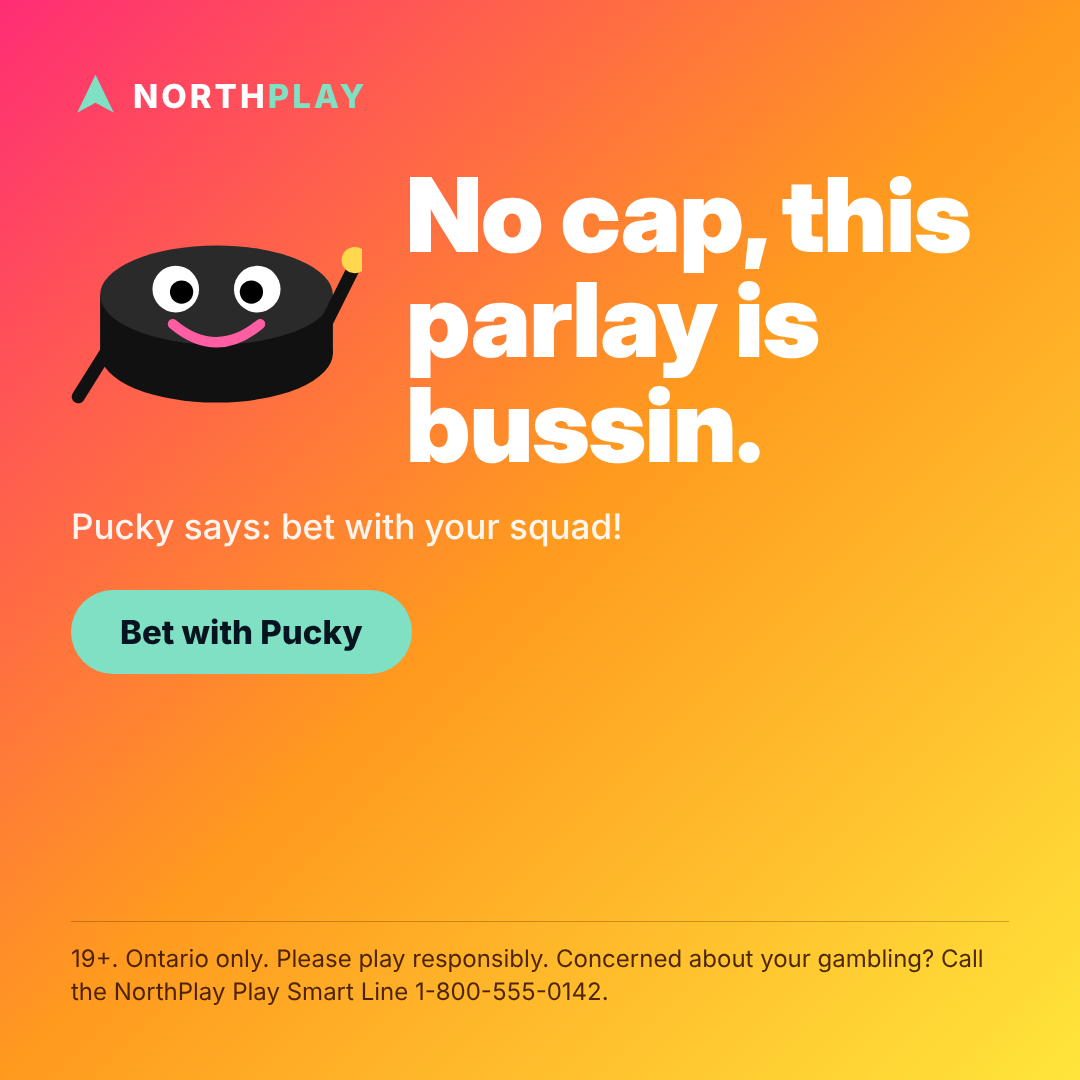 NORTHPLAY
No cap, this
parlay is
bussin.
Pucky says: bet with your squad!
Bet with Pucky
19+. Ontario only. Please play responsibly. Concerned about your gambling? Call
the NorthPlay Play Smart Line 1-800-555-0142.